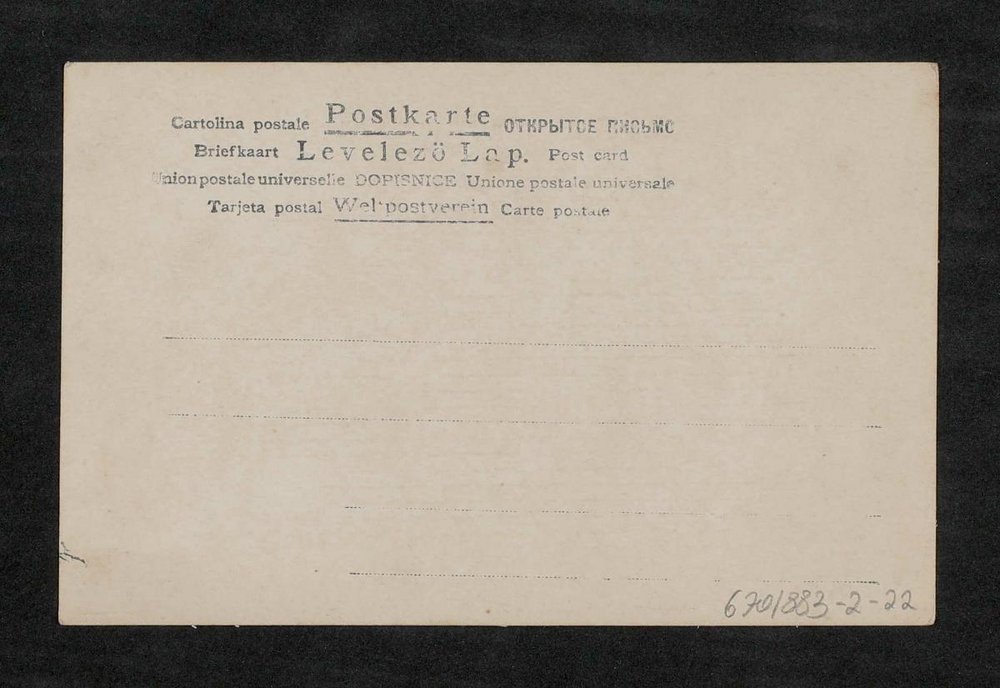 Cartolina postale Postkarte ОТКРЫТОЕ ПИСЬМО
Briefkaart Levelező Lap. Post card
Union postale universelle DOPISNICE Unione postale universale
Tarjeta postal Weltpostverein Carte postale
670/883-2-22